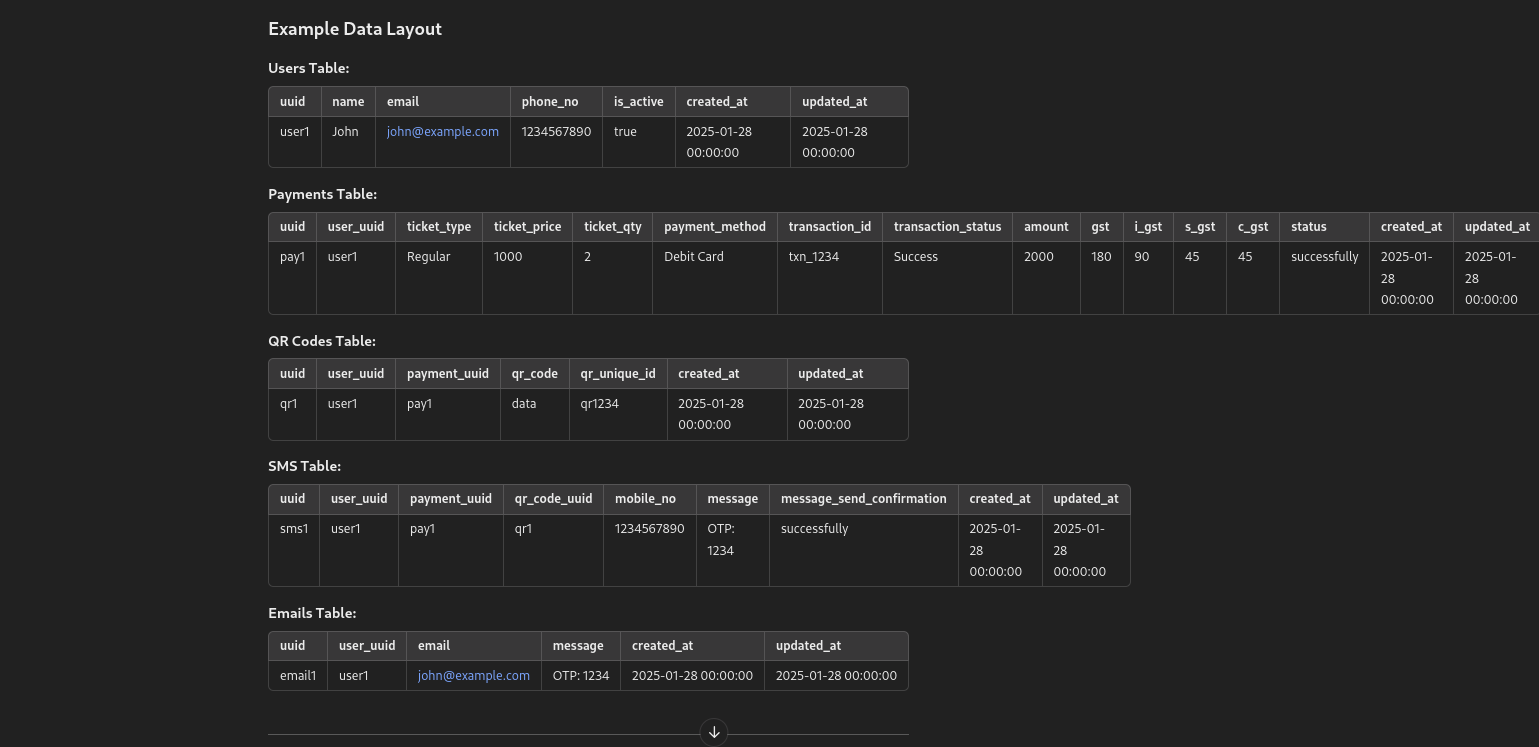 Example Data Layout
Users Table:
uuid name email phone_no is_active created_at updated_at
user1 John john@example.com 1234567890 true 2025-01-28 2025-01-28
00:00:00 00:00:00
Payments Table:
uuid user_uuid ticket_type ticket_price ticket_qty payment_method transaction_id transaction_status amount gst i_gst s_gst c_gst status created_at updated_at
pay1 user1 Regular 1000 2 Debit Card txn_1234 Success 2000 180 90 45 45 successfully 2025-01- 2025-01-
28 28
00:00:00 00:00:00
QR Codes Table:
uuid user_uuid payment_uuid qr_code qr_unique_id created_at updated_at
qr1 user1 pay1 data qr1234 2025-01-28 2025-01-28
00:00:00 00:00:00
SMS Table:
uuid user_uuid payment_uuid qr_code_uuid mobile_no message message_send_confirmation created_at updated_at
sms1 user1 pay1 qr1 1234567890 OTP: successfully 2025-01- 2025-01-
1234 28 28
00:00:00 00:00:00
Emails Table:
uuid user_uuid email message created_at updated_at
email1 user1 john@example.com OTP: 1234 2025-01-28 00:00:00 2025-01-28 00:00:00